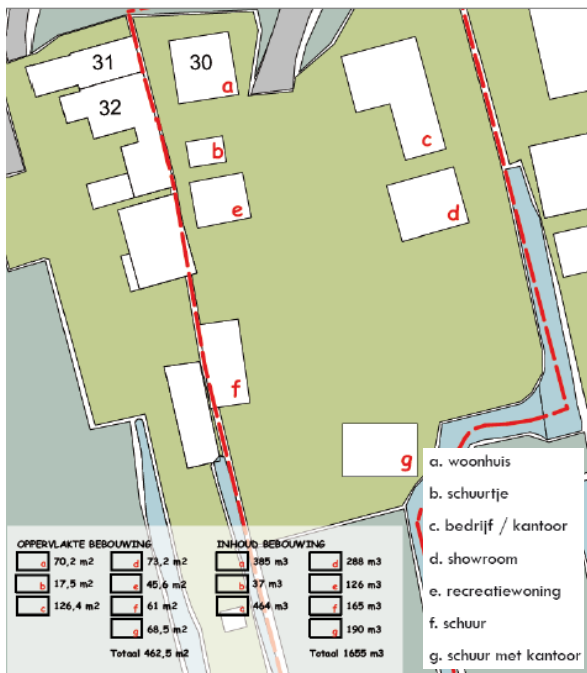 31
30
32
a
b
c
e
d
f
g
a. woonhuis
b. schuurtje
c. bedrijf / kantoor
d. showroom
e. recreatiewoning
f. schuur
g. schuur met kantoor
OPPERVLAKTE BEBOUWING
a 70,2 m2
b 17,5 m2
c 126,4 m2
d 73,2 m2
e 45,6 m2
f 61 m2
g 68,5 m2
Totaal 462,5 m2
INHOUD BEBOUWING
a 385 m3
b 37 m3
c 464 m3
d 288 m3
e 126 m3
f 165 m3
g 190 m3
Totaal 1655 m3